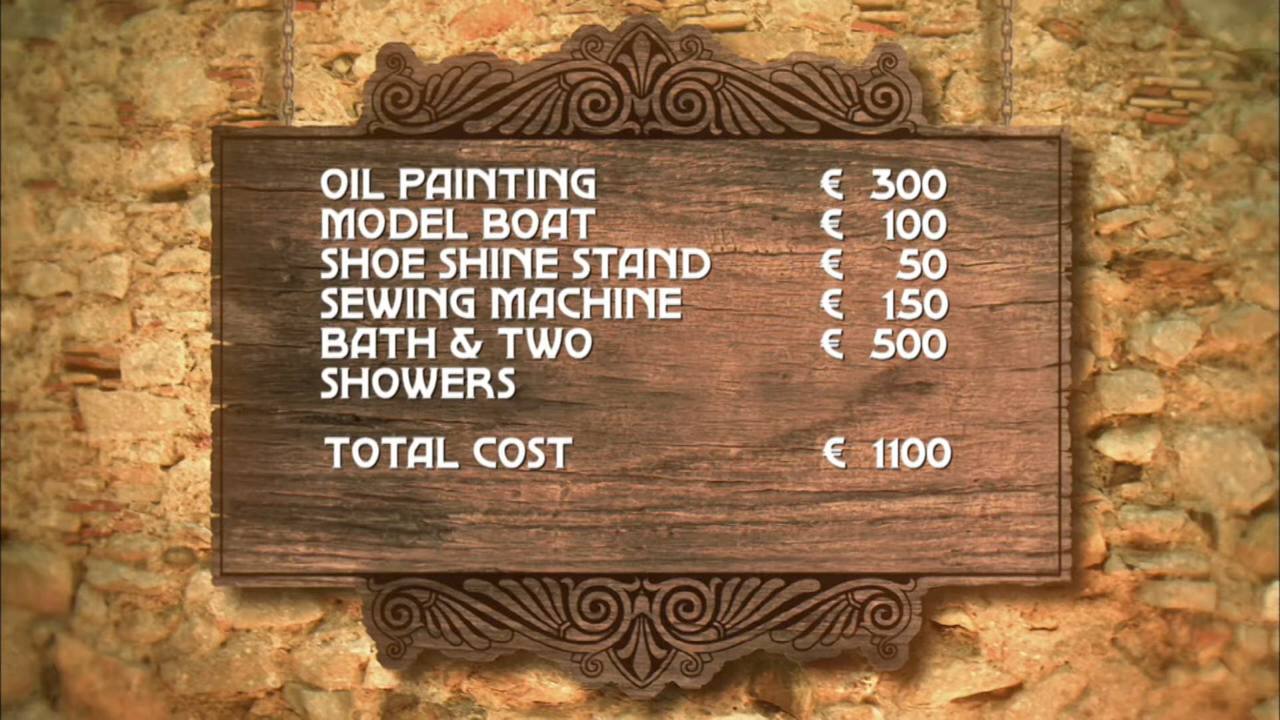 OIL PAINTING € 300
MODEL BOAT € 100
SHOE SHINE STAND € 50
SEWING MACHINE € 150
BATH & TWO € 500
SHOWERS
TOTAL COST € 1100